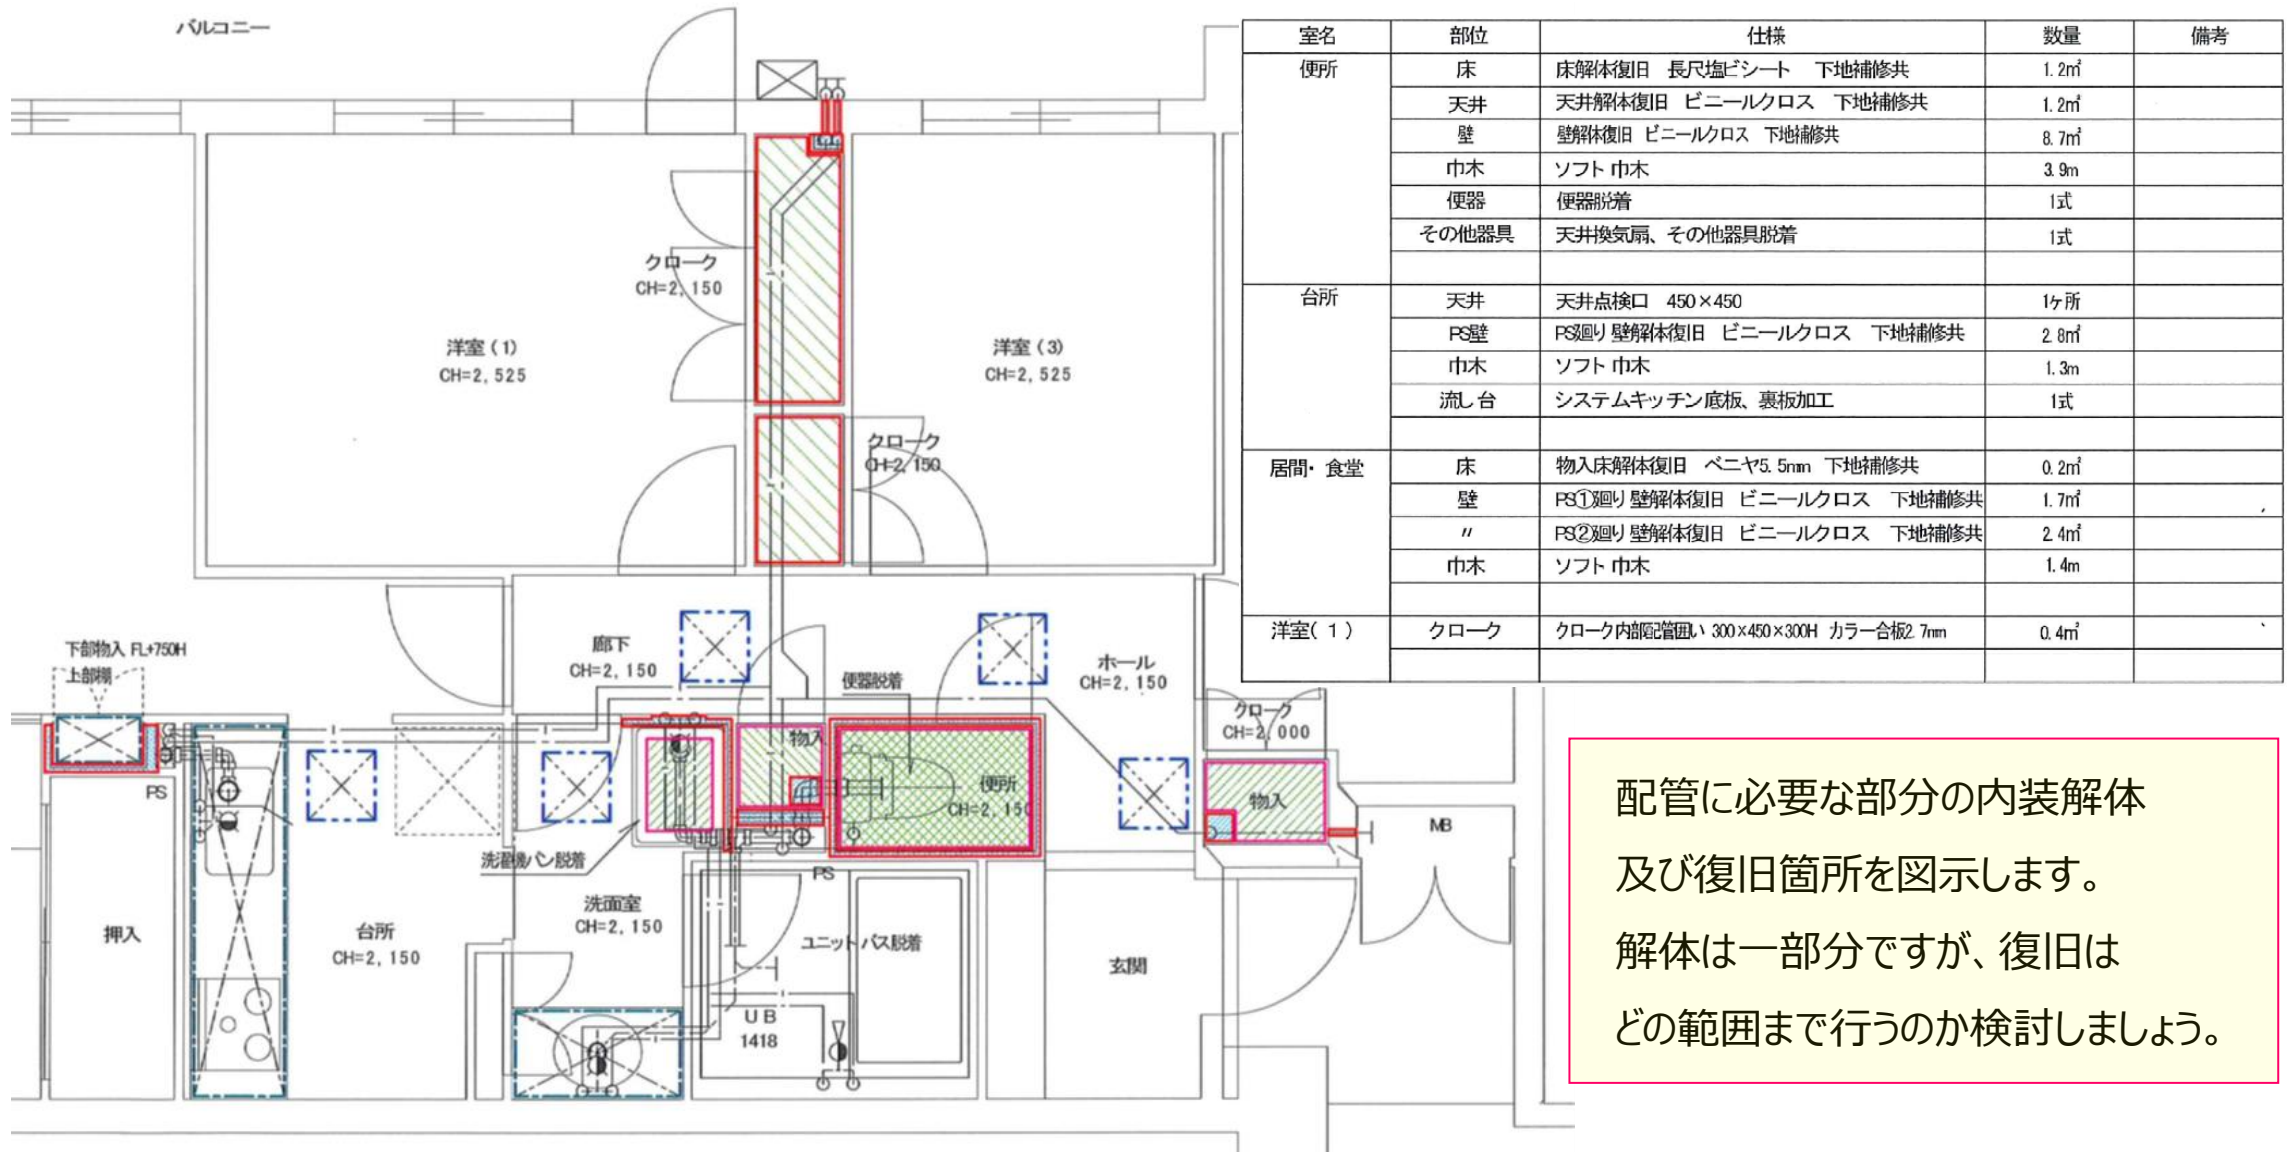 バルコニー
クローク
CH=2,150
洋室(1)
CH=2,525
洋室(3)
CH=2,525
クローク
CH=2,150
下部物入 FL+750H
上部棚
廊下
CH=2,150
便器脱着
ホール
CH=2,150
クローク
CH=2,000
物入
便所
CH=2,150
物入
PS
MB
洗濯機パン脱着
PS
押入
台所
CH=2,150
洗面室
CH=2,150
ユニットバス脱着
玄関
UB
1418
室名 部位 仕様 数量 備考
便所 床 床解体復旧 長尺塩ビシート 下地補修共 1.2㎡
天井 天井解体復旧 ビニールクロス 下地補修共 1.2㎡
壁 壁解体復旧 ビニールクロス 下地補修共 8.7㎡
巾木 ソフト巾木 3.9m
便器 便器脱着 1式
その他器具 天井換気扇、その他器具脱着 1式
台所 天井 天井点検口 450×450 1ヶ所
PS壁 PS廻り壁解体復旧 ビニールクロス 下地補修共 2.8㎡
巾木 ソフト巾木 1.3m
流し台 システムキッチン底板、裏板加工 1式
居間・食堂 床 物入床解体復旧 ベニヤ5.5mm 下地補修共 0.2㎡
壁 PS①廻り壁解体復旧 ビニールクロス 下地補修共 1.7㎡
〃 PS②廻り壁解体復旧 ビニールクロス 下地補修共 2.4㎡
巾木 ソフト巾木 1.4m
洋室(1) クローク クローク内部配管囲い 300×450×300H カラー合板2.7mm 0.4㎡
配管に必要な部分の内装解体
及び復旧箇所を図示します。
解体は一部分ですが、復旧は
どの範囲まで行うのか検討しましょう。